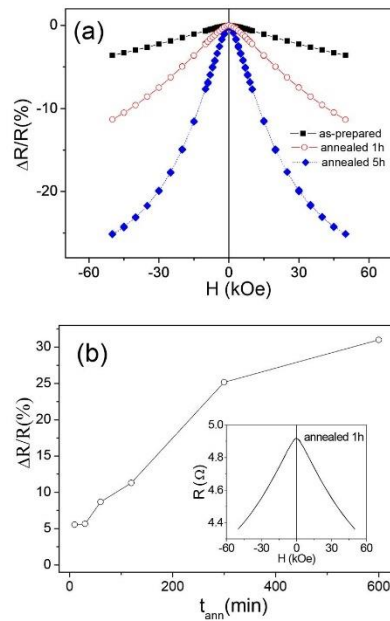 (a)
0
-10
-20
ΔR/R(%)
as-prepared
annealed 1h
annealed 5h
-60 -30 0 30 60
H (kOe)
(b)
35
30
25
20
15
10
5
0
ΔR/R(%)
annealed 1h
5.0
4.8
4.6
4.4
R (Ω)
-60 -30 0 30 60
H (kOe)
0 200 400 600
t_ann(min)